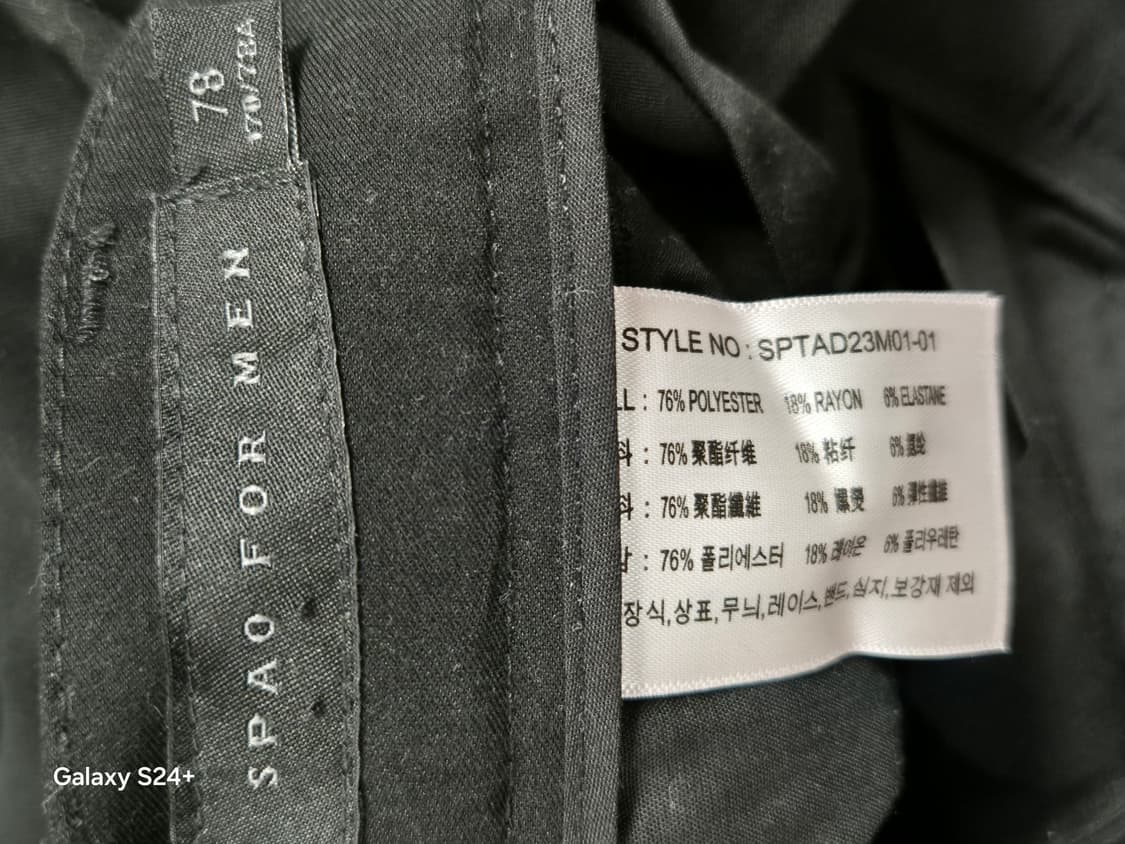 78
170/78A
SPAO FOR MEN
STYLE NO : SPTAD23M01-01
LL : 76% POLYESTER 18% RAYON 6% ELASTANE
料 : 76% 聚酯纤维 18% 粘纤 6% 氨纶
料 : 76% 聚酯纖維 18% 6% 彈性纖維
감 : 76% 폴리에스터 18% 레이온 6% 폴리우레탄
장식,상표,무늬,레이스,밴드,심지,보강재 제외
Galaxy S24+